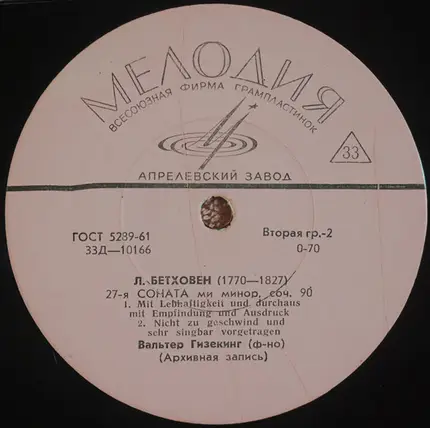 МЕЛОДИЯ
ВСЕСОЮЗНАЯ ФИРМА ГРАМПЛАСТИНОК
33
АПРЕЛЕВСКИЙ ЗАВОД
ГОСТ 5289-61 Вторая гр.-2
33Д—10166 0-70
Л. БЕТХОВЕН (1770—1827)
27-я СОНАТА ми минор, соч. 90
1. Mit Lebhaftigkeit und durchaus
mit Empfindung und Ausdruck
2. Nicht zu geschwind und
sehr singbar vorgetragen
Вальтер Гизекинг (ф-но)
(Архивная запись)